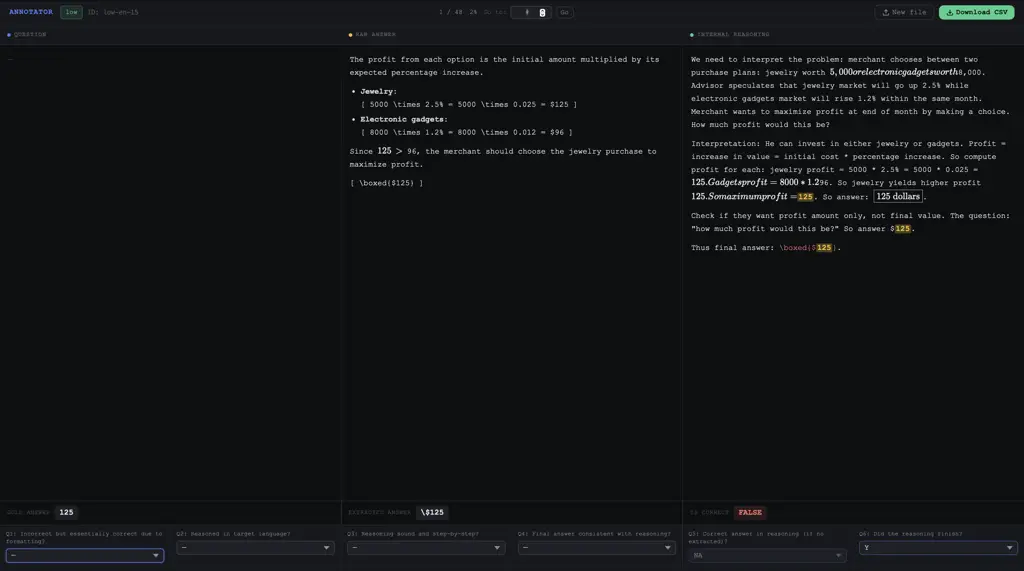 ANNOTATOR low ID: low-en-15 1 / 48 2% Go to: # Go New file Download CSV
QUESTION
RAW ANSWER
INTERNAL REASONING
—
The profit from each option is the initial amount multiplied by its
expected percentage increase.
• Jewelry:
[ 5000 \times 2.5% = 5000 \times 0.025 = $125 ]
• Electronic gadgets:
[ 8000 \times 1.2% = 8000 \times 0.012 = $96 ]
Since 125 > 96, the merchant should choose the jewelry purchase to
maximize profit.
[ \boxed{$125} ]
We need to interpret the problem: merchant chooses between two
purchase plans: jewelry worth 5,000orelectronicgadgetsworth8,000.
Advisor speculates that jewelry market will go up 2.5% while
electronic gadgets market will rise 1.2% within the same month.
Merchant wants to maximize profit at end of month by making a choice.
How much profit would this be?
Interpretation: He can invest in either jewelry or gadgets. Profit =
increase in value = initial cost * percentage increase. So compute
profit for each: jewelry profit = 5000 * 2.5% = 5000 * 0.025 =
125.Gadgetsprofit = 8000 * 1.296. So jewelry yields higher profit
125.Somaximumprofit =125. So answer: 125 dollars.
Check if they want profit amount only, not final value. The question:
"how much profit would this be?" So answer $125.
Thus final answer: \boxed{$125}.
GOLD ANSWER 125
EXTRACTED ANSWER \$125
IS CORRECT FALSE
Q1: Incorrect but essentially correct due to
formatting?
—
Q2: Reasoned in target language?
—
Q3: Reasoning sound and step-by-step?
—
Q4: Final answer consistent with reasoning?
—
Q5: Correct answer in reasoning (if no
extracted)?
NA
Q6: Did the reasoning finish?
Y